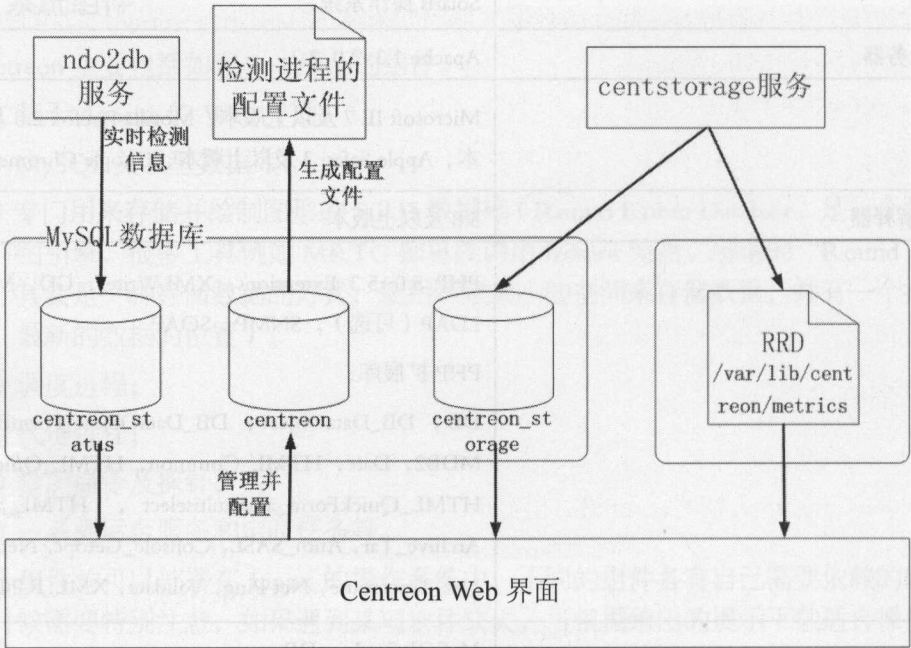 ndo2db
服务
检测进程的
配置文件
centstorage服务
实时检测
信息
生成配置
文件
MySQL数据库
centreon_st
atus
centreon
centreon_st
orage
RRD
/var/lib/cent
reon/metrics
管理并
配置
Centreon Web 界面